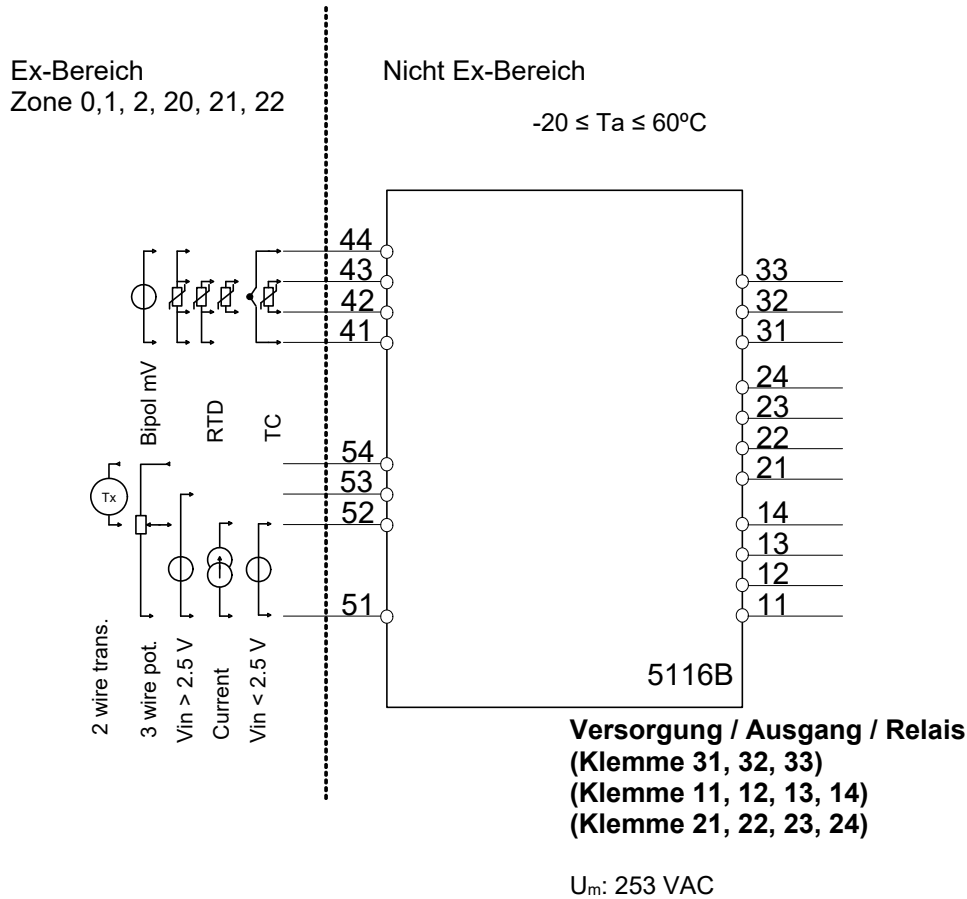 Ex-Bereich
Zone 0,1, 2, 20, 21, 22
Nicht Ex-Bereich
-20 ≤ Ta ≤ 60ºC
44
43
42
41
33
32
31
24
23
22
21
14
13
12
11
54
53
52
51
Bipol mV
RTD
TC
Tx
2 wire trans.
3 wire pot.
Vin > 2.5 V
Current
Vin < 2.5 V
5116B
Versorgung / Ausgang / Relais
(Klemme 31, 32, 33)
(Klemme 11, 12, 13, 14)
(Klemme 21, 22, 23, 24)
Um: 253 VAC